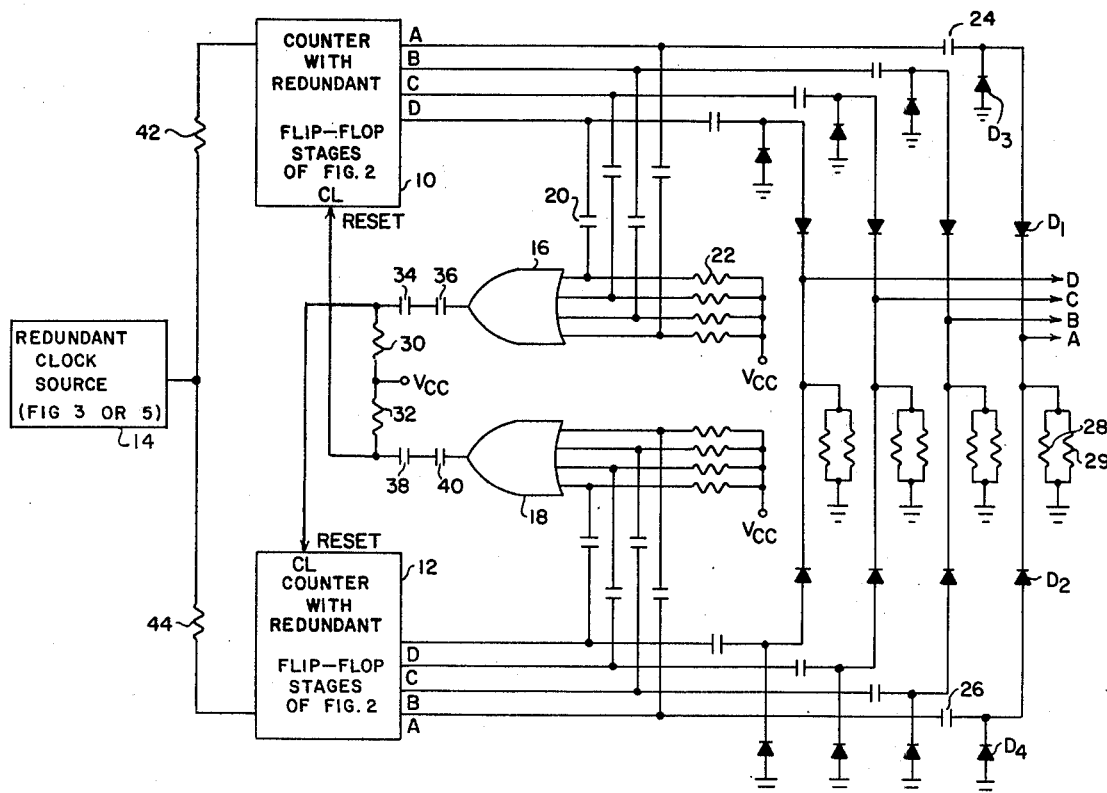 COUNTER
WITH
REDUNDANT
FLIP-FLOP
STAGES
OF FIG. 2
CL
10
A
B
C
D
24
D3
42
RESET
20
16
22
D1
34
36
D
C
B
A
30
VCC
VCC
REDUNDANT
CLOCK
SOURCE
(FIG 3 OR 5)
14
32
28
29
38
40
18
VCC
RESET
12
CL
COUNTER
WITH
REDUNDANT
FLIP-FLOP
STAGES
OF FIG. 2
D2
44
D
C
B
A
26
D4